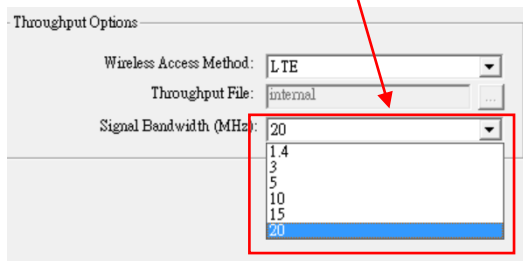 Throughput Options
Wireless Access Method: LTE
Throughput File: internal ...
Signal Bandwidth (MHz): 20
1.4
3
5
10
15
20